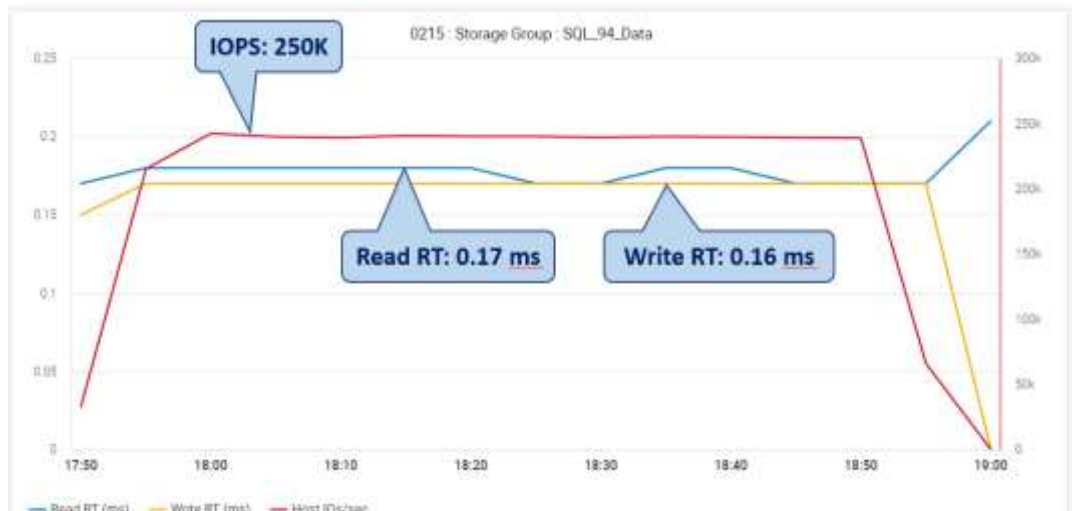 0215 : Storage Group : SQL_94_Data
IOPS: 250K
0.25
0.2
0.15
0.1
0.05
0
300k
250k
200k
150k
100k
50k
0
Read RT: 0.17 ms
Write RT: 0.16 ms
17:50 18:00 18:10 18:20 18:30 18:40 18:50 19:00
Read RT (ms) Write RT (ms) Host IOs/sec